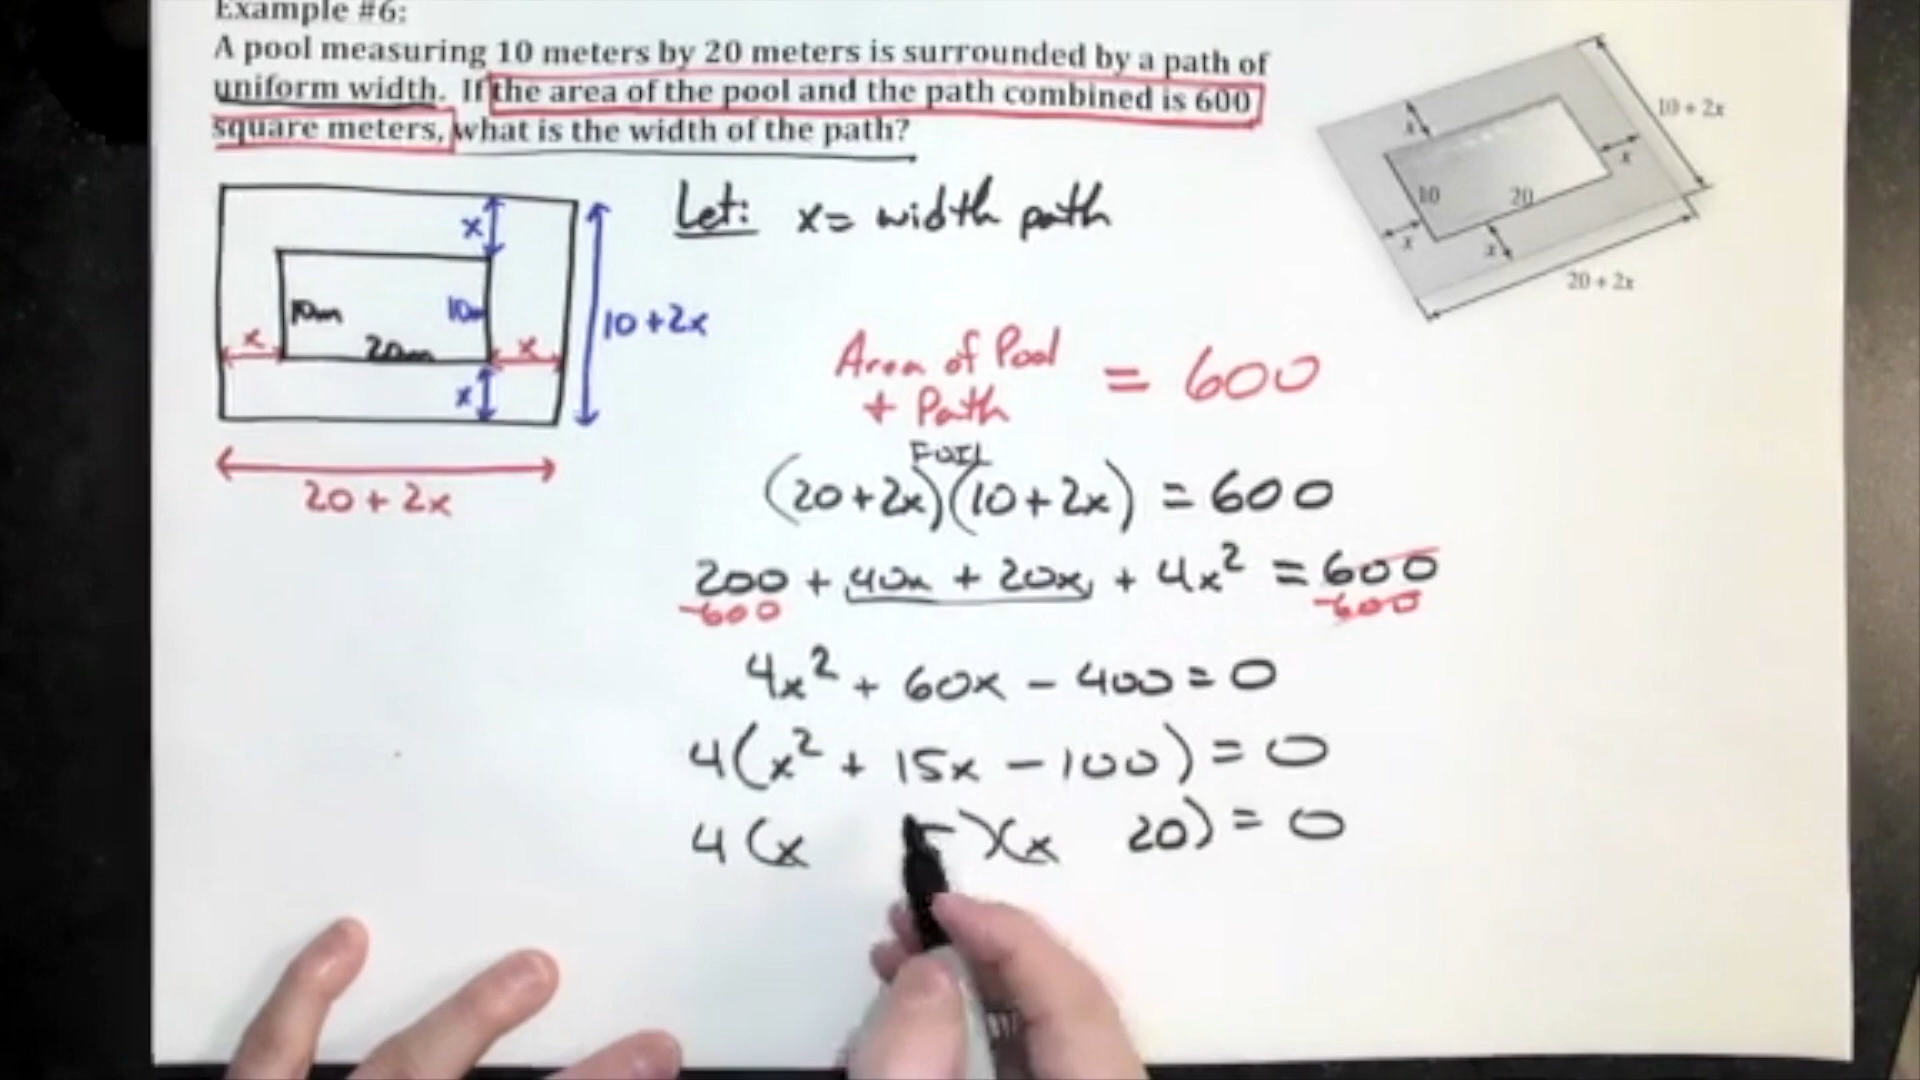 Example #6:
A pool measuring 10 meters by 20 meters is surrounded by a path of
uniform width. If the area of the pool and the path combined is 600
square meters, what is the width of the path?
10 + 2x
x
x
10
20
x
x
20 + 2x
Let: x = width path
x
10m
10m
20m
x
x
x
10+2x
20+2x
Area of Pool
+ Path = 600
FOIL
(20+2x)(10+2x) = 600
200 + 40x + 20x + 4x² = 600
-600 -600
4x² + 60x - 400 = 0
4(x² + 15x - 100) = 0
4(x 5)(x 20) = 0